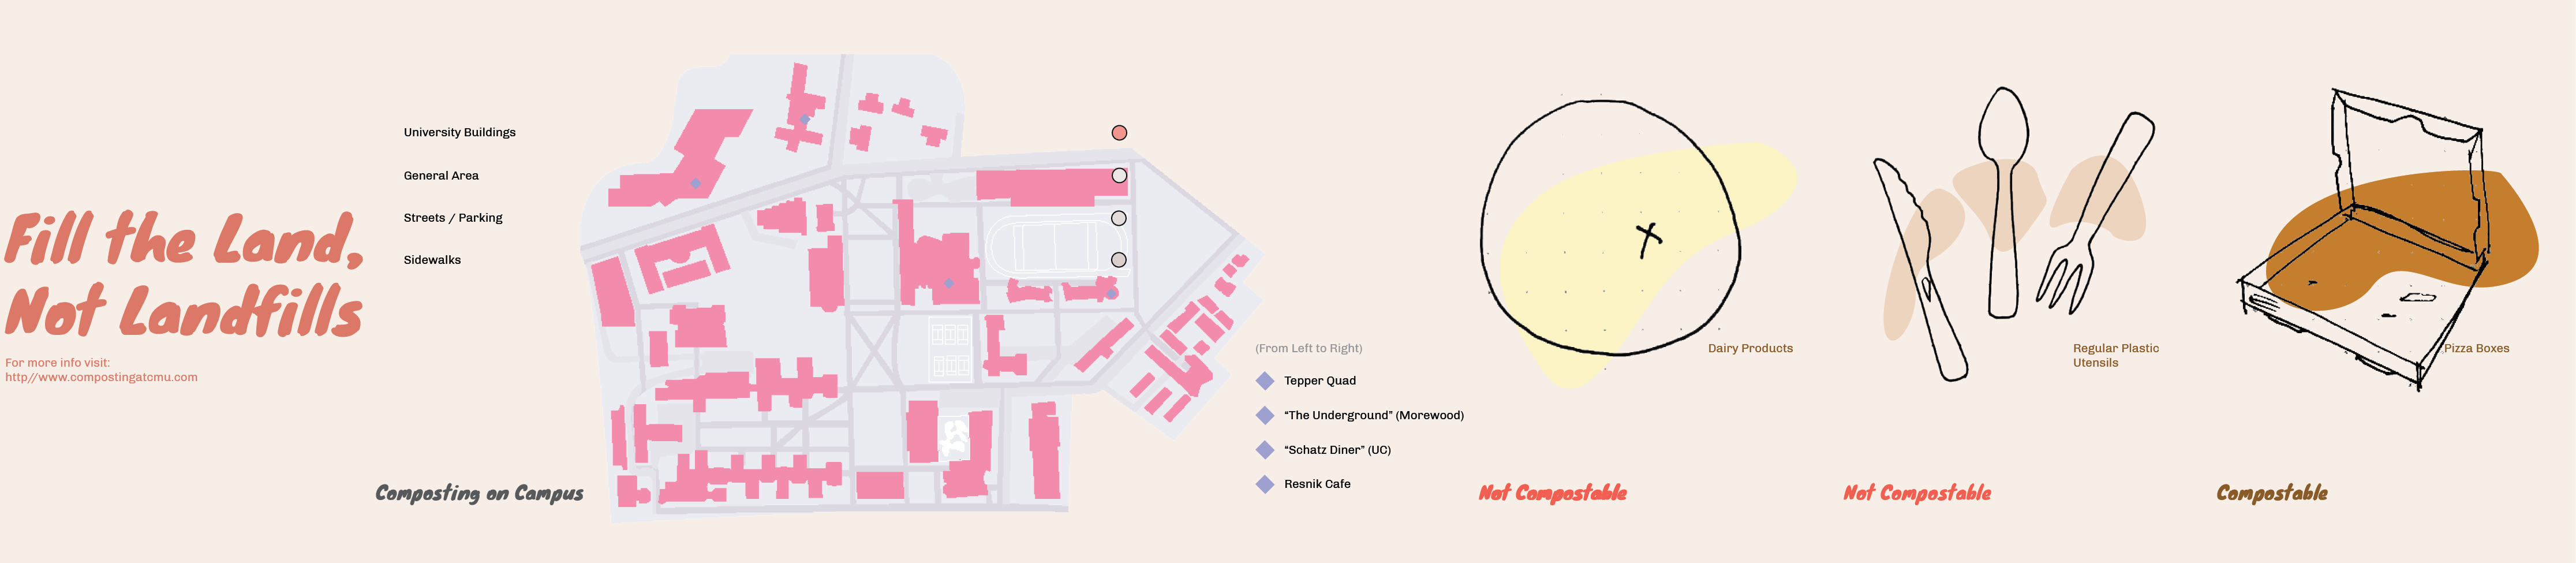 Fill the Land,
Not Landfills
For more info visit:
http//www.compostingatcmu.com
University Buildings
General Area
Streets / Parking
Sidewalks
Composting on Campus
(From Left to Right)
Tepper Quad
“The Underground” (Morewood)
“Schatz Diner” (UC)
Resnik Cafe
Dairy Products
Not Compostable
Regular Plastic
Utensils
Not Compostable
Pizza Boxes
Compostable